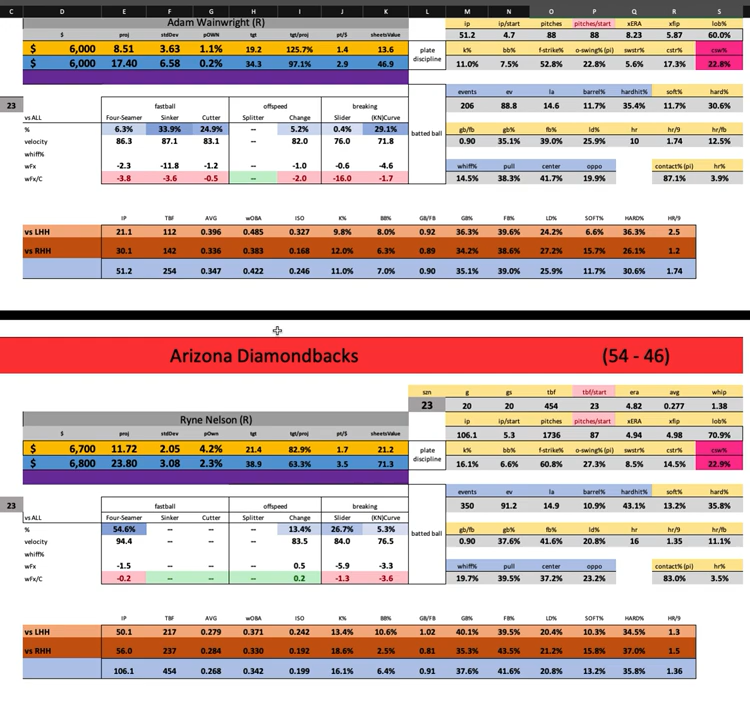 C D E F G H I J K L M N O P Q R S
Adam Wainwright (R) ip ip/start pitches pitches/start xERA xfip lob%
$ proj stdDev pOWN tgt tgt/proj pt/$ sheetsValue 51.2 4.7 88 88 8.23 5.87 60.0%
$ 6,000 8.51 3.63 1.1% 19.2 125.7% 1.4 13.6 plate discipline k% bb% f-strike% o-swing% (pi) swstr% cstr% csw%
$ 6,000 17.40 6.58 0.2% 34.3 97.1% 2.9 46.9 11.0% 7.5% 52.8% 22.8% 5.6% 17.3% 22.8%
events ev la barrel% hardhit% soft% hard%
23 fastball offspeed breaking 206 88.8 14.6 11.7% 35.4% 11.7% 30.6%
vs ALL Four-Seamer Sinker Cutter Splitter Change Slider (KN)Curve
% 6.3% 33.9% 24.9% -- 5.2% 0.4% 29.1% batted ball gb/fb gb% fb% ld% hr hr/9 hr/fb
velocity 86.3 87.1 83.1 -- 82.0 76.0 71.8 0.90 35.1% 39.0% 25.9% 10 1.74 12.5%
whiff%
wFx -2.3 -11.8 -1.2 -- -1.0 -0.6 -4.6 whiff% pull center oppo contact% (pi) hr%
wFx/C -3.8 -3.6 -0.5 -- -2.0 -16.0 -1.7 14.5% 38.3% 41.7% 19.9% 87.1% 3.9%
IP TBF AVG wOBA ISO K% BB% GB/FB GB% FB% LD% SOFT% HARD% HR/9
vs LHH 21.1 112 0.396 0.485 0.327 9.8% 8.0% 0.92 36.3% 39.6% 24.2% 6.6% 36.3% 2.5
vs RHH 30.1 142 0.336 0.383 0.168 12.0% 6.3% 0.89 34.2% 38.6% 27.2% 15.7% 26.1% 1.2
51.2 254 0.347 0.422 0.246 11.0% 7.0% 0.90 35.1% 39.0% 25.9% 11.7% 30.6% 1.74
Arizona Diamondbacks (54 - 46)
szn g gs tbf tbf/start era avg whip
23 20 20 454 23 4.82 0.277 1.38
Ryne Nelson (R) ip ip/start pitches pitches/start xERA xfip lob%
$ proj stdDev pOwn tgt tgt/proj pt/$ sheetsValue 106.1 5.3 1736 87 4.94 4.98 70.9%
$ 6,700 11.72 2.05 4.2% 21.4 82.9% 1.7 21.2 plate discipline k% bb% f-strike% o-swing% (pi) swstr% cstr% csw%
$ 6,800 23.80 3.08 2.3% 38.9 63.3% 3.5 71.3 16.1% 6.6% 60.8% 27.3% 8.5% 14.5% 22.9%
events ev la barrel% hardhit% soft% hard%
23 fastball offspeed breaking 350 91.2 14.9 10.9% 43.1% 13.2% 35.8%
vs ALL Four-Seamer Sinker Cutter Splitter Change Slider (KN)Curve
% 54.6% -- -- -- 13.4% 26.7% 5.3% batted ball gb/fb gb% fb% ld% hr hr/9 hr/fb
velocity 94.4 -- -- -- 83.5 84.0 76.5 0.90 37.6% 41.6% 20.8% 16 1.35 11.1%
whiff%
wFx -1.5 -- -- -- 0.5 -5.9 -3.3 whiff% pull center oppo contact% (pi) hr%
wFx/C -0.2 -- -- -- 0.2 -1.3 -3.6 19.7% 39.5% 37.2% 23.2% 83.0% 3.5%
IP TBF AVG wOBA ISO K% BB% GB/FB GB% FB% LD% SOFT% HARD% HR/9
vs LHH 50.1 217 0.279 0.371 0.242 13.4% 10.6% 1.02 40.1% 39.5% 20.4% 10.3% 34.5% 1.3
vs RHH 56.0 237 0.284 0.330 0.192 18.6% 2.5% 0.81 35.3% 43.5% 21.2% 15.8% 37.0% 1.5
106.1 454 0.268 0.342 0.199 16.1% 6.4% 0.91 37.6% 41.6% 20.8% 13.2% 35.8% 1.36